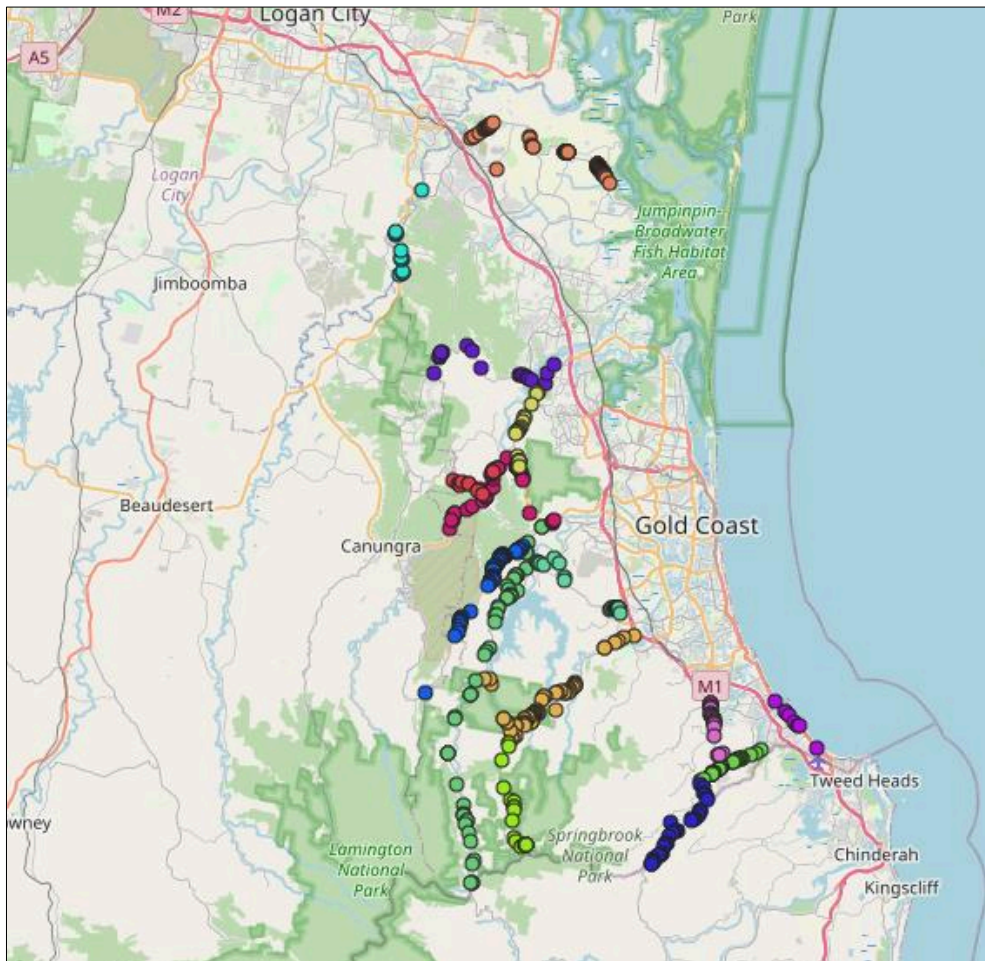 M2
Logan City
Park
A5
Logan
City
Jumpinpin-
Broadwater
Fish Habitat
Area
Jimboomba
Beaudesert
Gold Coast
Canungra
M1
Tweed Heads
wney
Springbrook
National
Park
Lamington
National
Park
Chinderah
Kingscliff